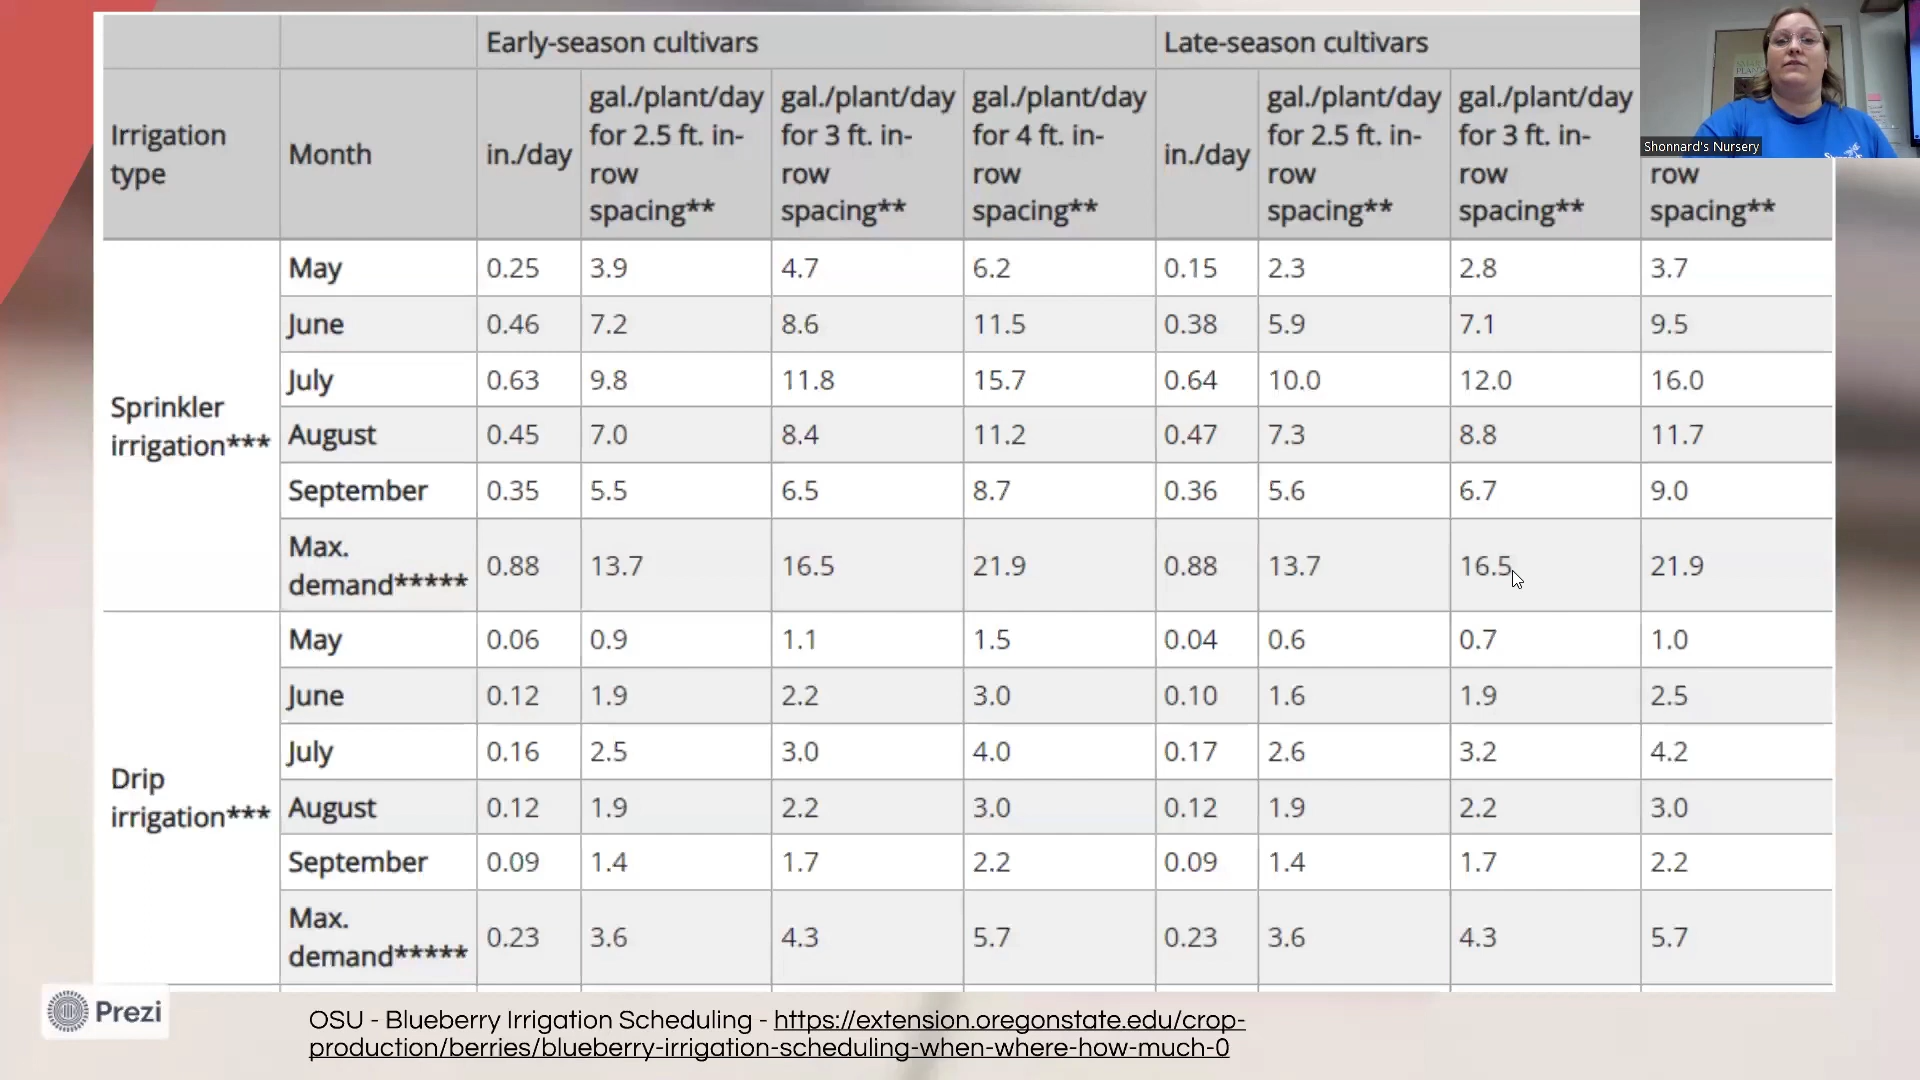 Early-season cultivars
Late-season cultivars
Irrigation type
Month
in./day
gal./plant/day for 2.5 ft. in-row spacing**
gal./plant/day for 3 ft. in-row spacing**
gal./plant/day for 4 ft. in-row spacing**
in./day
gal./plant/day for 2.5 ft. in-row spacing**
gal./plant/day for 3 ft. in-row spacing**
row spacing**
Sprinkler irrigation***
May 0.25 3.9 4.7 6.2 0.15 2.3 2.8 3.7
June 0.46 7.2 8.6 11.5 0.38 5.9 7.1 9.5
July 0.63 9.8 11.8 15.7 0.64 10.0 12.0 16.0
August 0.45 7.0 8.4 11.2 0.47 7.3 8.8 11.7
September 0.35 5.5 6.5 8.7 0.36 5.6 6.7 9.0
Max. demand***** 0.88 13.7 16.5 21.9 0.88 13.7 16.5 21.9
Drip irrigation***
May 0.06 0.9 1.1 1.5 0.04 0.6 0.7 1.0
June 0.12 1.9 2.2 3.0 0.10 1.6 1.9 2.5
July 0.16 2.5 3.0 4.0 0.17 2.6 3.2 4.2
August 0.12 1.9 2.2 3.0 0.12 1.9 2.2 3.0
September 0.09 1.4 1.7 2.2 0.09 1.4 1.7 2.2
Max. demand***** 0.23 3.6 4.3 5.7 0.23 3.6 4.3 5.7
Shonnard's Nursery
Prezi
OSU - Blueberry Irrigation Scheduling - https://extension.oregonstate.edu/crop-
production/berries/blueberry-irrigation-scheduling-when-where-how-much-0